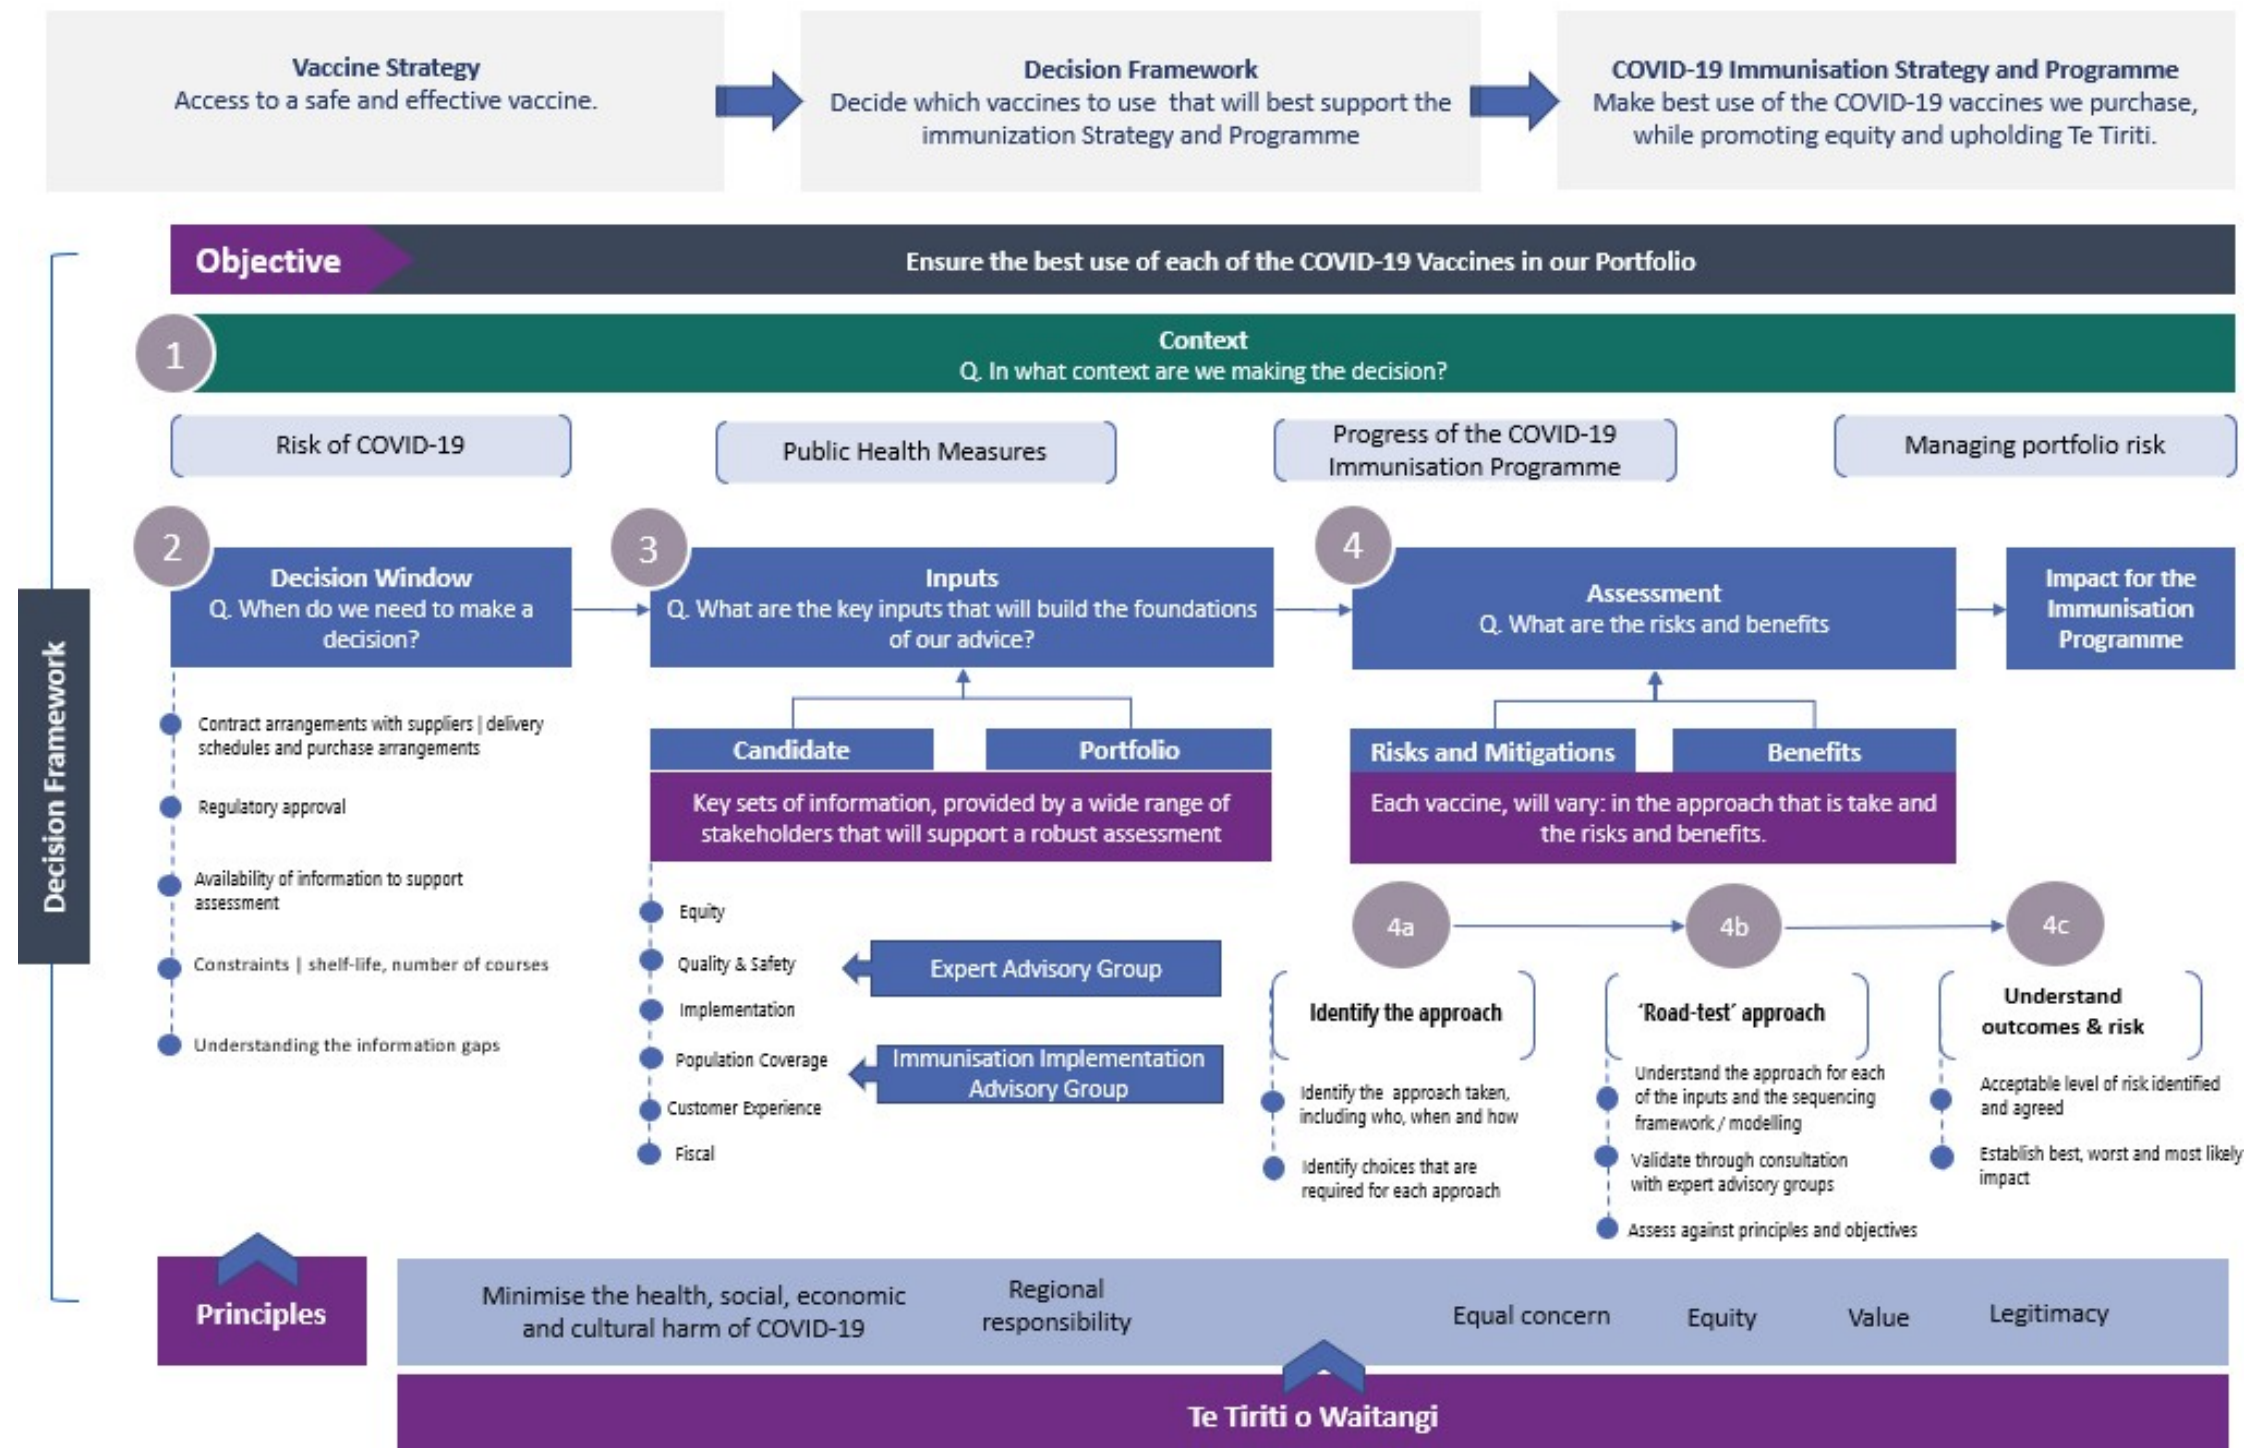 Vaccine Strategy
Access to a safe and effective vaccine.
Decision Framework
Decide which vaccines to use that will best support the
immunization Strategy and Programme
COVID-19 Immunisation Strategy and Programme
Make best use of the COVID-19 vaccines we purchase,
while promoting equity and upholding Te Tiriti.
Decision Framework
Objective
Ensure the best use of each of the COVID-19 Vaccines in our Portfolio
1
Context
Q. In what context are we making the decision?
Risk of COVID-19
Public Health Measures
Progress of the COVID-19
Immunisation Programme
Managing portfolio risk
2
Decision Window
Q. When do we need to make a
decision?
Contract arrangements with suppliers | delivery
schedules and purchase arrangements
Regulatory approval
Availability of information to support
assessment
Constraints | shelf-life, number of courses
Understanding the information gaps
3
Inputs
Q. What are the key inputs that will build the foundations
of our advice?
Candidate
Portfolio
Key sets of information, provided by a wide range of
stakeholders that will support a robust assessment
Equity
Quality & Safety
Implementation
Population Coverage
Customer Experience
Fiscal
Expert Advisory Group
Immunisation Implementation
Advisory Group
4
Assessment
Q. What are the risks and benefits
Risks and Mitigations
Benefits
Each vaccine, will vary: in the approach that is take and
the risks and benefits.
4a
Identify the approach
Identify the approach taken,
including who, when and how
Identify choices that are
required for each approach
4b
‘Road-test’ approach
Understand the approach for each
of the inputs and the sequencing
framework / modelling
Validate through consultation
with expert advisory groups
Assess against principles and objectives
4c
Understand
outcomes & risk
Acceptable level of risk identified
and agreed
Establish best, worst and most likely
impact
Impact for the
Immunisation
Programme
Principles
Minimise the health, social, economic
and cultural harm of COVID-19
Regional
responsibility
Equal concern
Equity
Value
Legitimacy
Te Tiriti o Waitangi